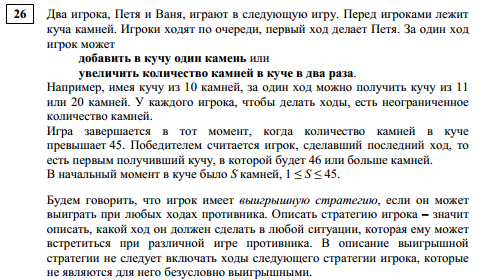 26 Два игрока, Петя и Ваня, играют в следующую игру. Перед игроками лежит
куча камней. Игроки ходят по очереди, первый ход делает Петя. За один ход
игрок может
добавить в кучу один камень или
увеличить количество камней в куче в два раза.
Например, имея кучу из 10 камней, за один ход можно получить кучу из 11
или 20 камней. У каждого игрока, чтобы делать ходы, есть неограниченное
количество камней.
Игра завершается в тот момент, когда количество камней в куче
превышает 45. Победителем считается игрок, сделавший последний ход, то
есть первым получивший кучу, в которой будет 46 или больше камней.
В начальный момент в куче было S камней, 1 ≤ S ≤ 45.
Будем говорить, что игрок имеет выигрышную стратегию, если он может
выиграть при любых ходах противника. Описать стратегию игрока – значит
описать, какой ход он должен сделать в любой ситуации, которая ему может
встретиться при различной игре противника. В описание выигрышной
стратегии не следует включать ходы следующего стратегии игрока, которые
не являются для него безусловно выигрышными.